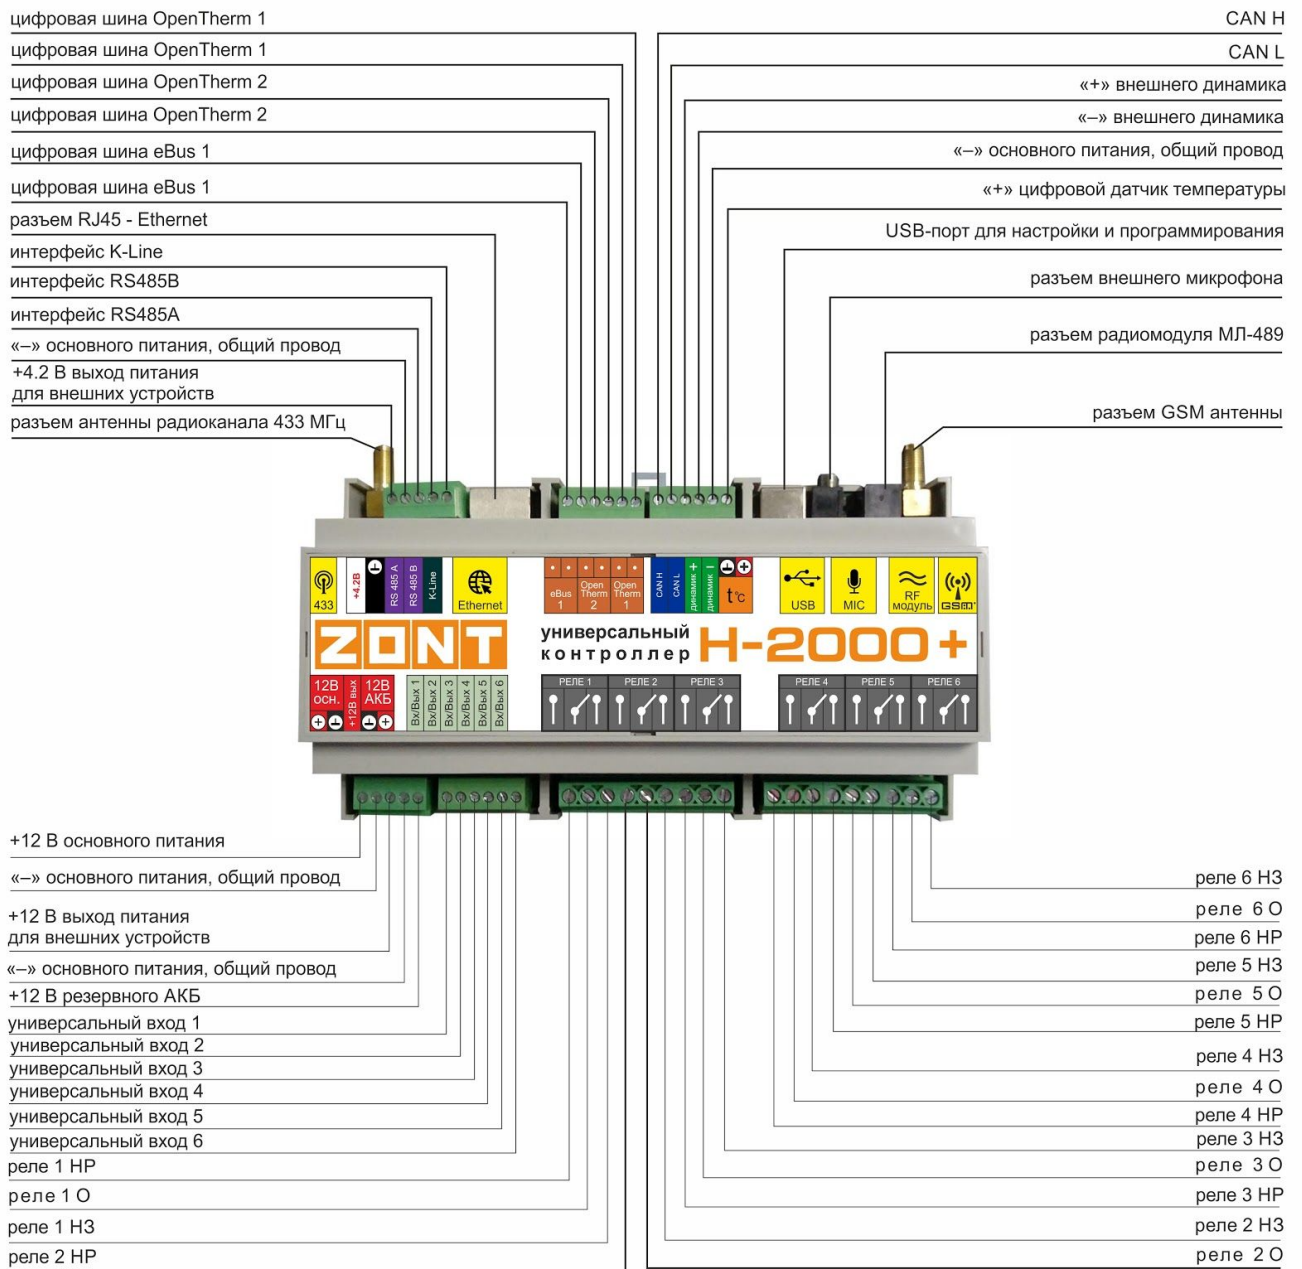 цифровая шина OpenTherm 1
цифровая шина OpenTherm 1
цифровая шина OpenTherm 2
цифровая шина OpenTherm 2
цифровая шина eBus 1
цифровая шина eBus 1
разъем RJ45 - Ethernet
интерфейс K-Line
интерфейс RS485B
интерфейс RS485A
«–» основного питания, общий провод
+4.2 В выход питания
для внешних устройств
разъем антенны радиоканала 433 МГц
CAN H
CAN L
«+» внешнего динамика
«–» внешнего динамика
«–» основного питания, общий провод
«+» цифровой датчик температуры
USB-порт для настройки и программирования
разъем внешнего микрофона
разъем радиомодуля МЛ-489
разъем GSM антенны
433
+4.2В
RS 485 A
RS 485 B
K-Line
Ethernet
eBus
1
Open
Therm
2
Open
Therm
1
CAN H
CAN L
динамик +
динамик –
t°C
USB
MIC
RF
модуль
GSM
ZONT
универсальный
контроллер
H-2000+
12В
осн.
+12В вых
12В
АКБ
Вх/Вых 1
Вх/Вых 2
Вх/Вых 3
Вх/Вых 4
Вх/Вых 5
Вх/Вых 6
РЕЛЕ 1
РЕЛЕ 2
РЕЛЕ 3
РЕЛЕ 4
РЕЛЕ 5
РЕЛЕ 6
+12 В основного питания
«–» основного питания, общий провод
+12 В выход питания
для внешних устройств
«–» основного питания, общий провод
+12 В резервного АКБ
универсальный вход 1
универсальный вход 2
универсальный вход 3
универсальный вход 4
универсальный вход 5
универсальный вход 6
реле 1 НР
реле 1 О
реле 1 НЗ
реле 2 НР
реле 6 НЗ
реле 6 О
реле 6 НР
реле 5 НЗ
реле 5 О
реле 5 НР
реле 4 НЗ
реле 4 О
реле 4 НР
реле 3 НЗ
реле 3 О
реле 3 НР
реле 2 НЗ
реле 2 О